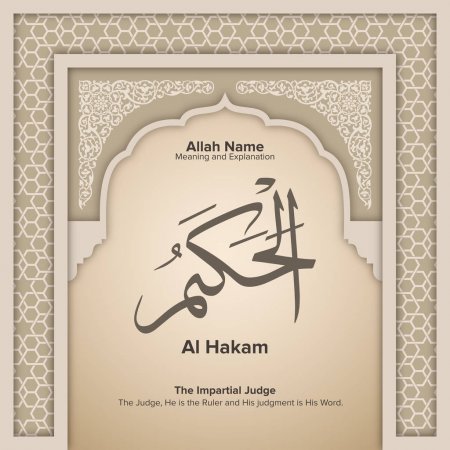 Allah Name
Meaning and Explanation
الْحَكَمُ
Al Hakam
The Impartial Judge
The Judge, He is the Ruler and His judgment is His Word.